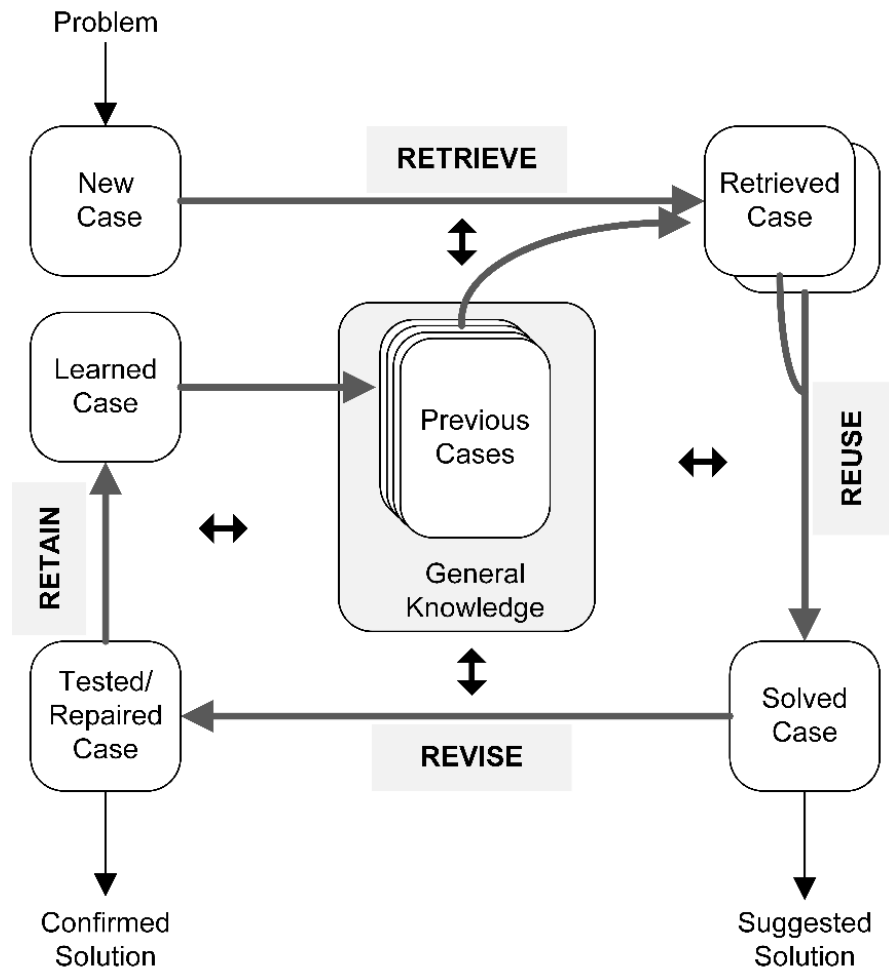 Problem
New
Case
RETRIEVE
Retrieved
Case
Learned
Case
Previous
Cases
REUSE
RETAIN
General
Knowledge
Tested/
Repaired
Case
REVISE
Solved
Case
Confirmed
Solution
Suggested
Solution